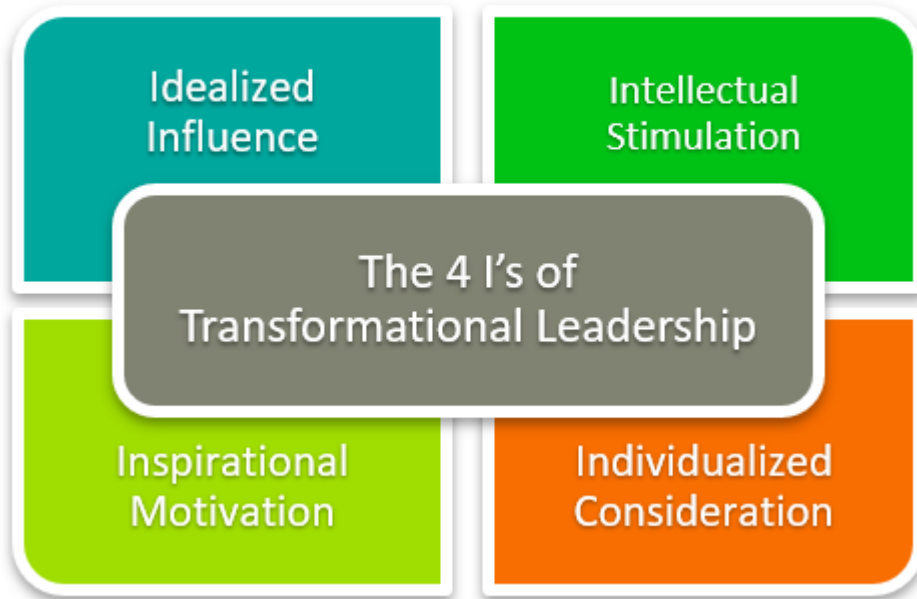 Idealized
Influence
Intellectual
Stimulation
The 4 I’s of
Transformational Leadership
Inspirational
Motivation
Individualized
Consideration